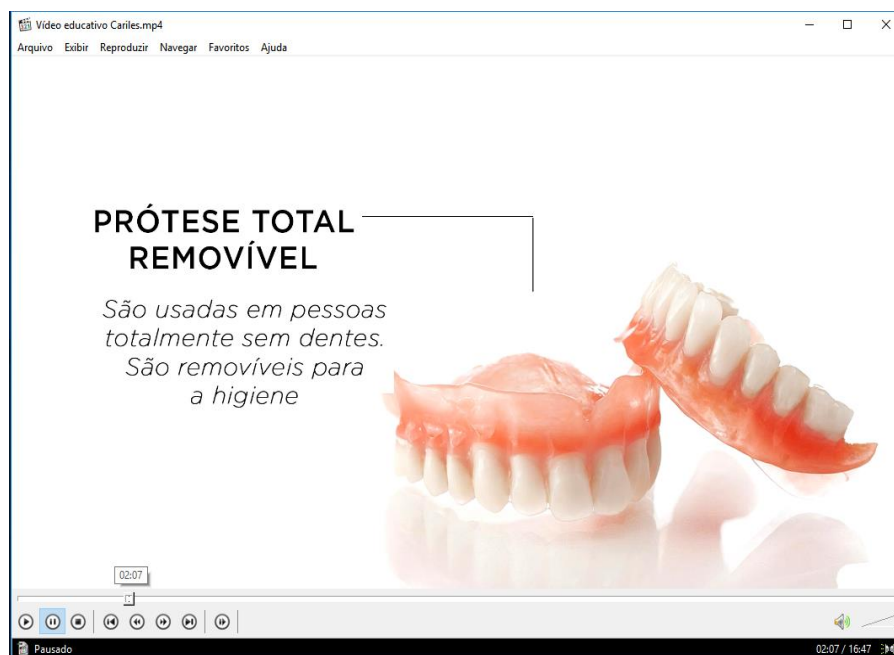 Vídeo educativo Cariles.mp4
Arquivo Exibir Reproduzir Navegar Favoritos Ajuda
PRÓTESE TOTAL
REMOVÍVEL
São usadas em pessoas
totalmente sem dentes.
São removíveis para
a higiene
02:07
Pausado
02:07 / 16:47